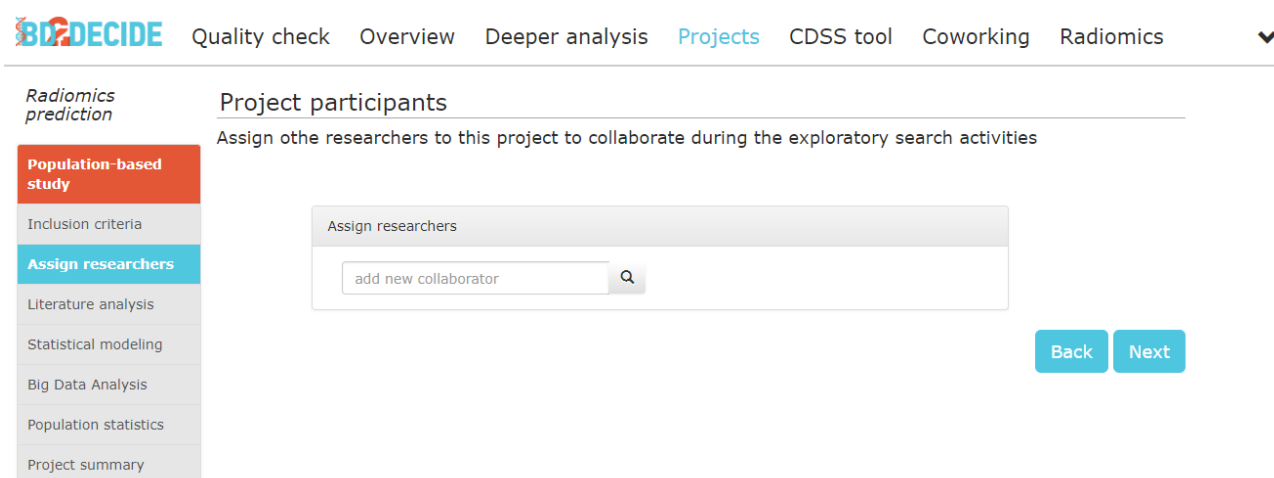 BD2DECIDE Quality check Overview Deeper analysis Projects CDSS tool Coworking Radiomics
Radiomics
prediction
Project participants
Assign othe researchers to this project to collaborate during the exploratory search activities
Population-based
study
Inclusion criteria
Assign researchers
Literature analysis
Statistical modeling
Big Data Analysis
Population statistics
Project summary
Assign researchers
add new collaborator
Back Next